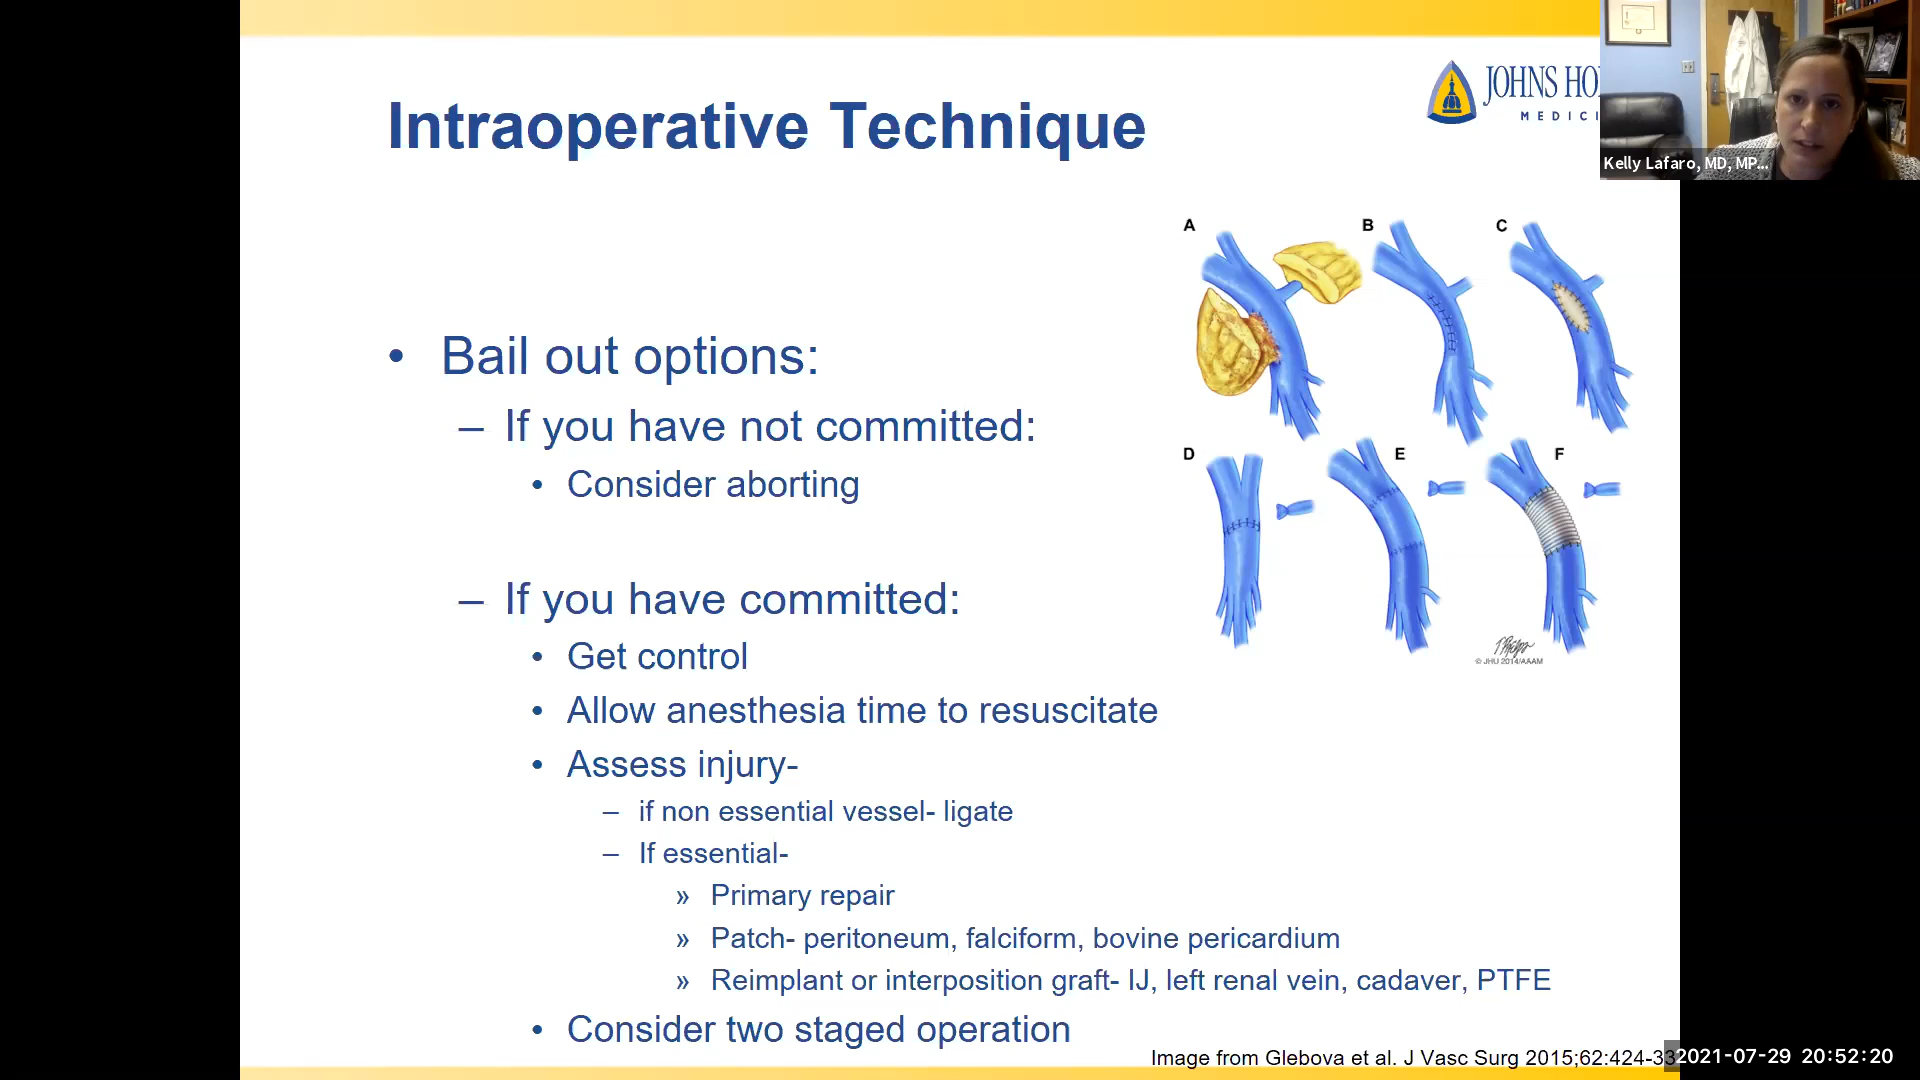 Intraoperative Technique
JOHNS HO
MEDICI
Kelly Lafaro, MD, MP...
A
B
C
D
E
F
© JHU 2014/AAAM
• Bail out options:
– If you have not committed:
• Consider aborting
– If you have committed:
• Get control
• Allow anesthesia time to resuscitate
• Assess injury-
– if non essential vessel- ligate
– If essential-
» Primary repair
» Patch- peritoneum, falciform, bovine pericardium
» Reimplant or interposition graft- IJ, left renal vein, cadaver, PTFE
• Consider two staged operation
Image from Glebova et al. J Vasc Surg 2015;62:424-33
2021-07-29 20:52:20